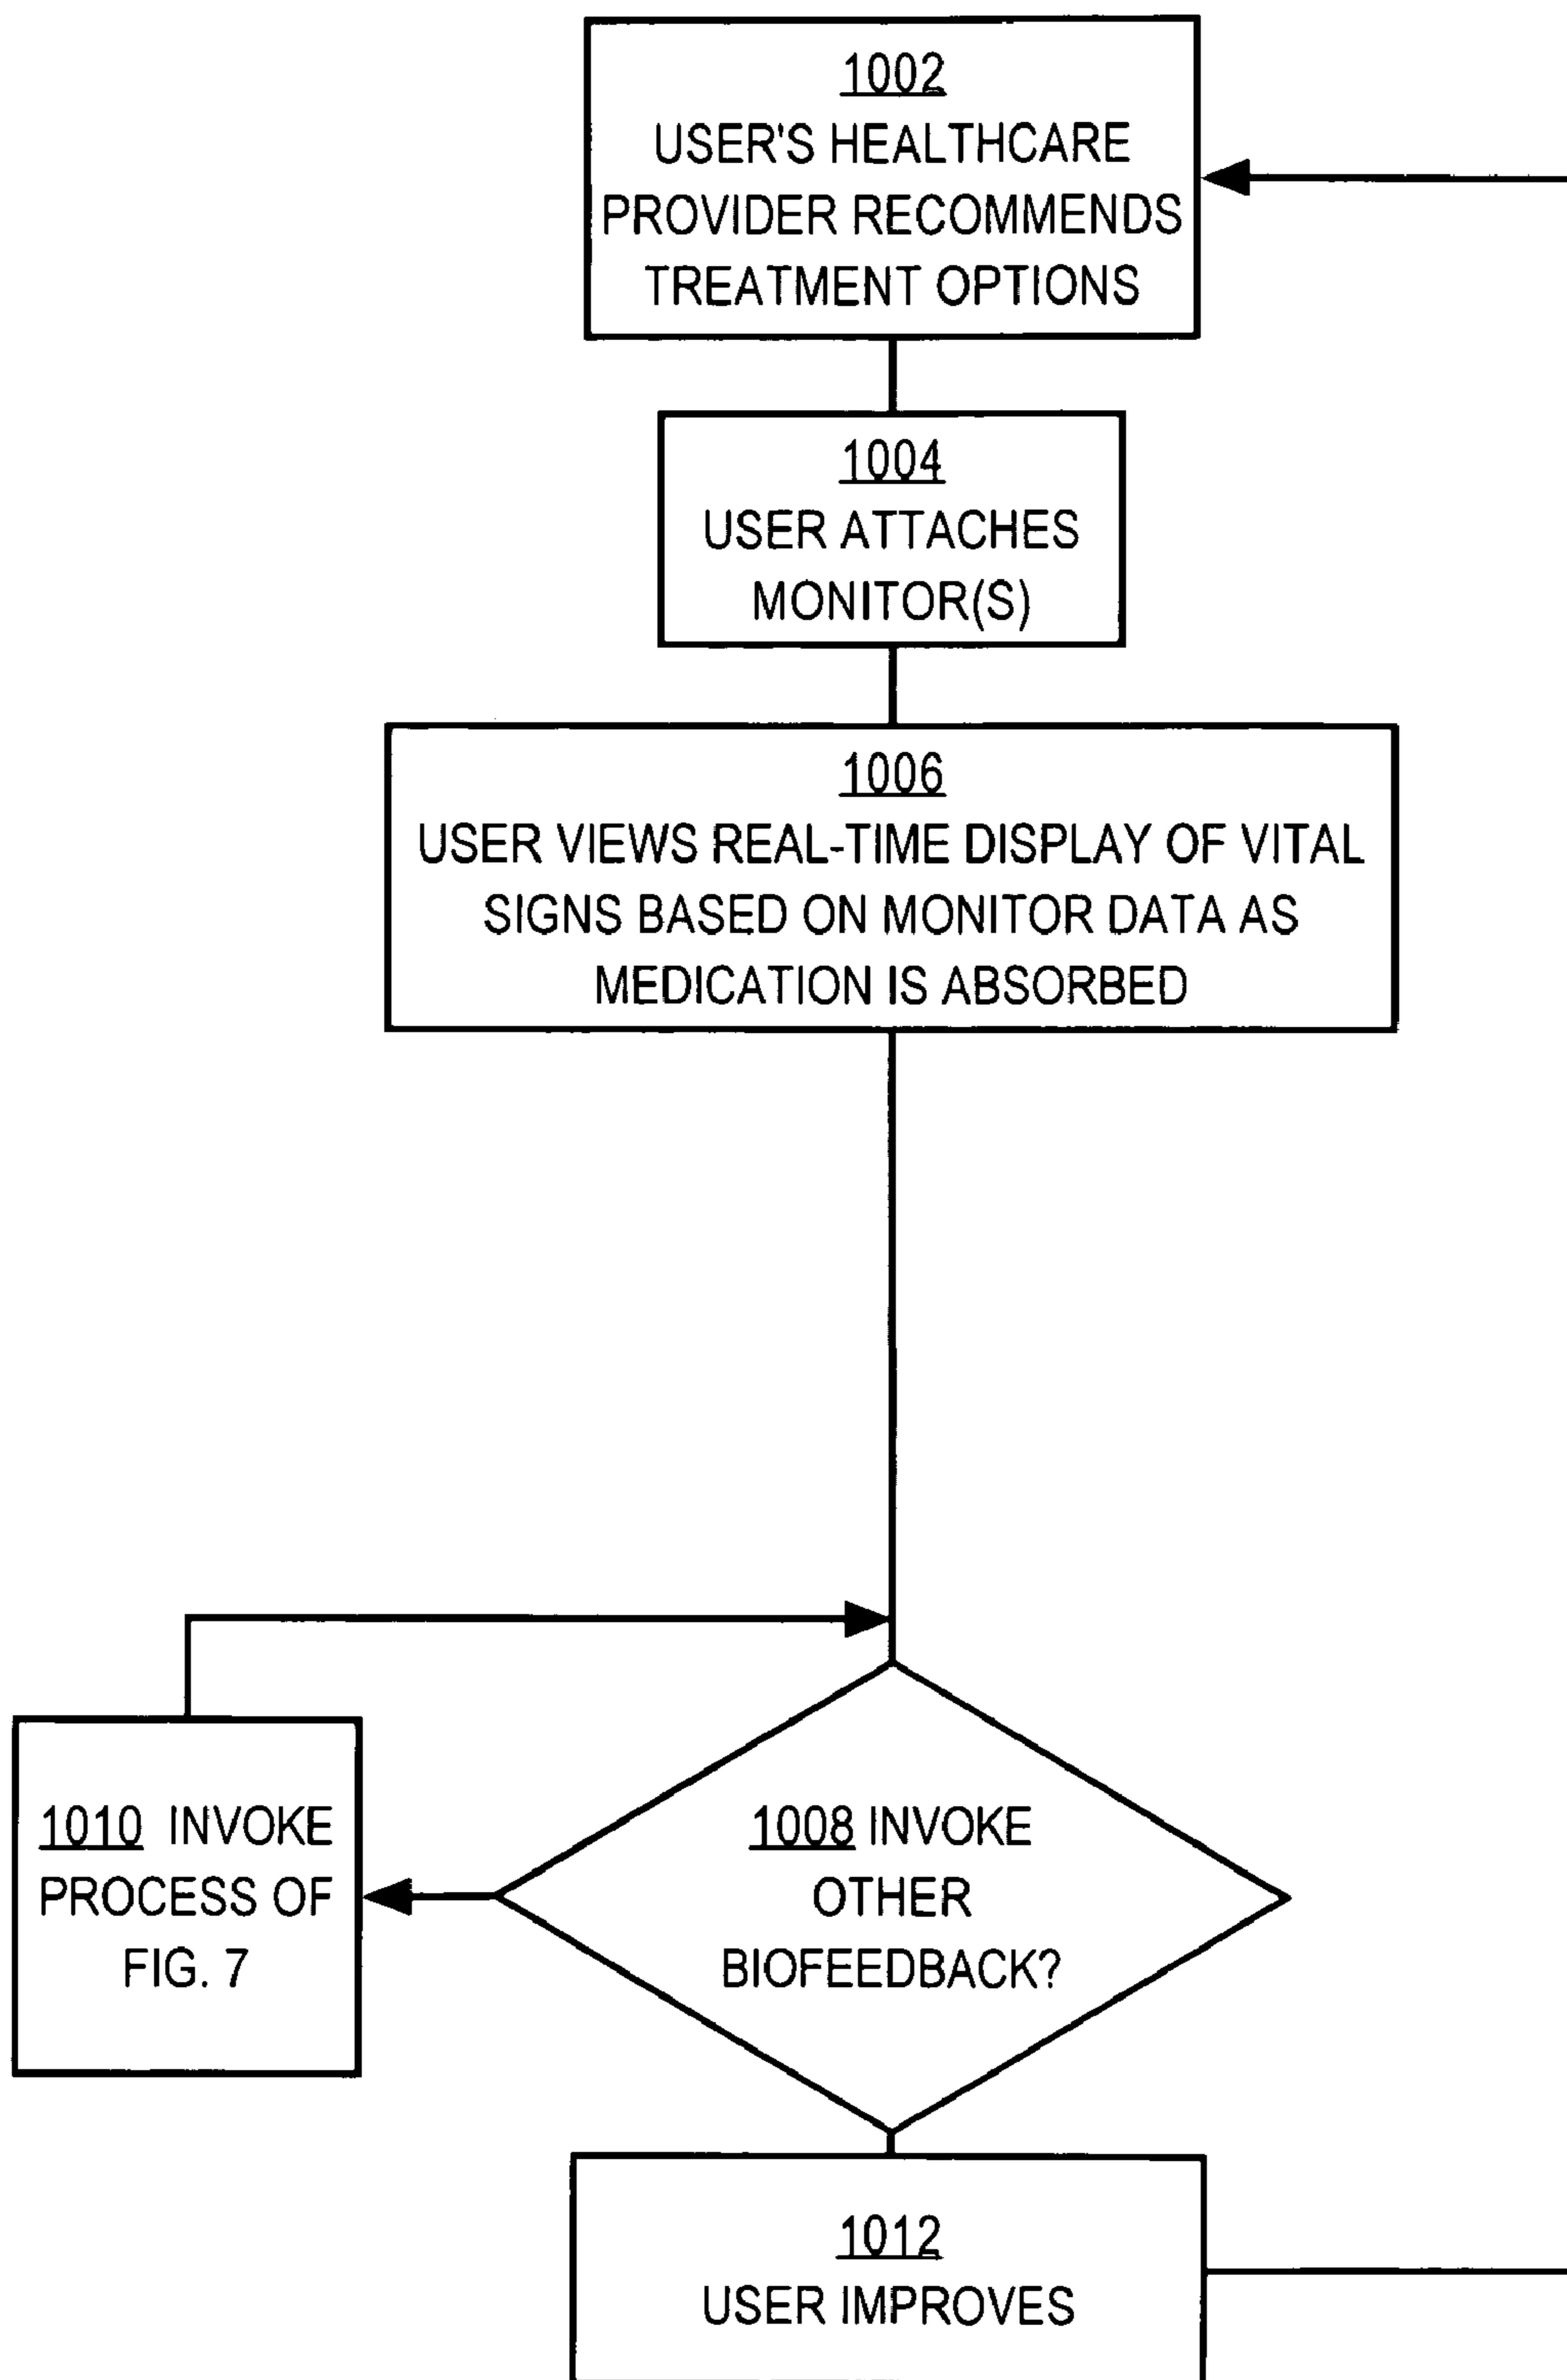 1002
USER'S HEALTHCARE
PROVIDER RECOMMENDS
TREATMENT OPTIONS
1004
USER ATTACHES
MONITOR(S)
1006
USER VIEWS REAL-TIME DISPLAY OF VITAL
SIGNS BASED ON MONITOR DATA AS
MEDICATION IS ABSORBED
1008 INVOKE
OTHER
BIOFEEDBACK?
1010 INVOKE
PROCESS OF
FIG. 7
1012
USER IMPROVES